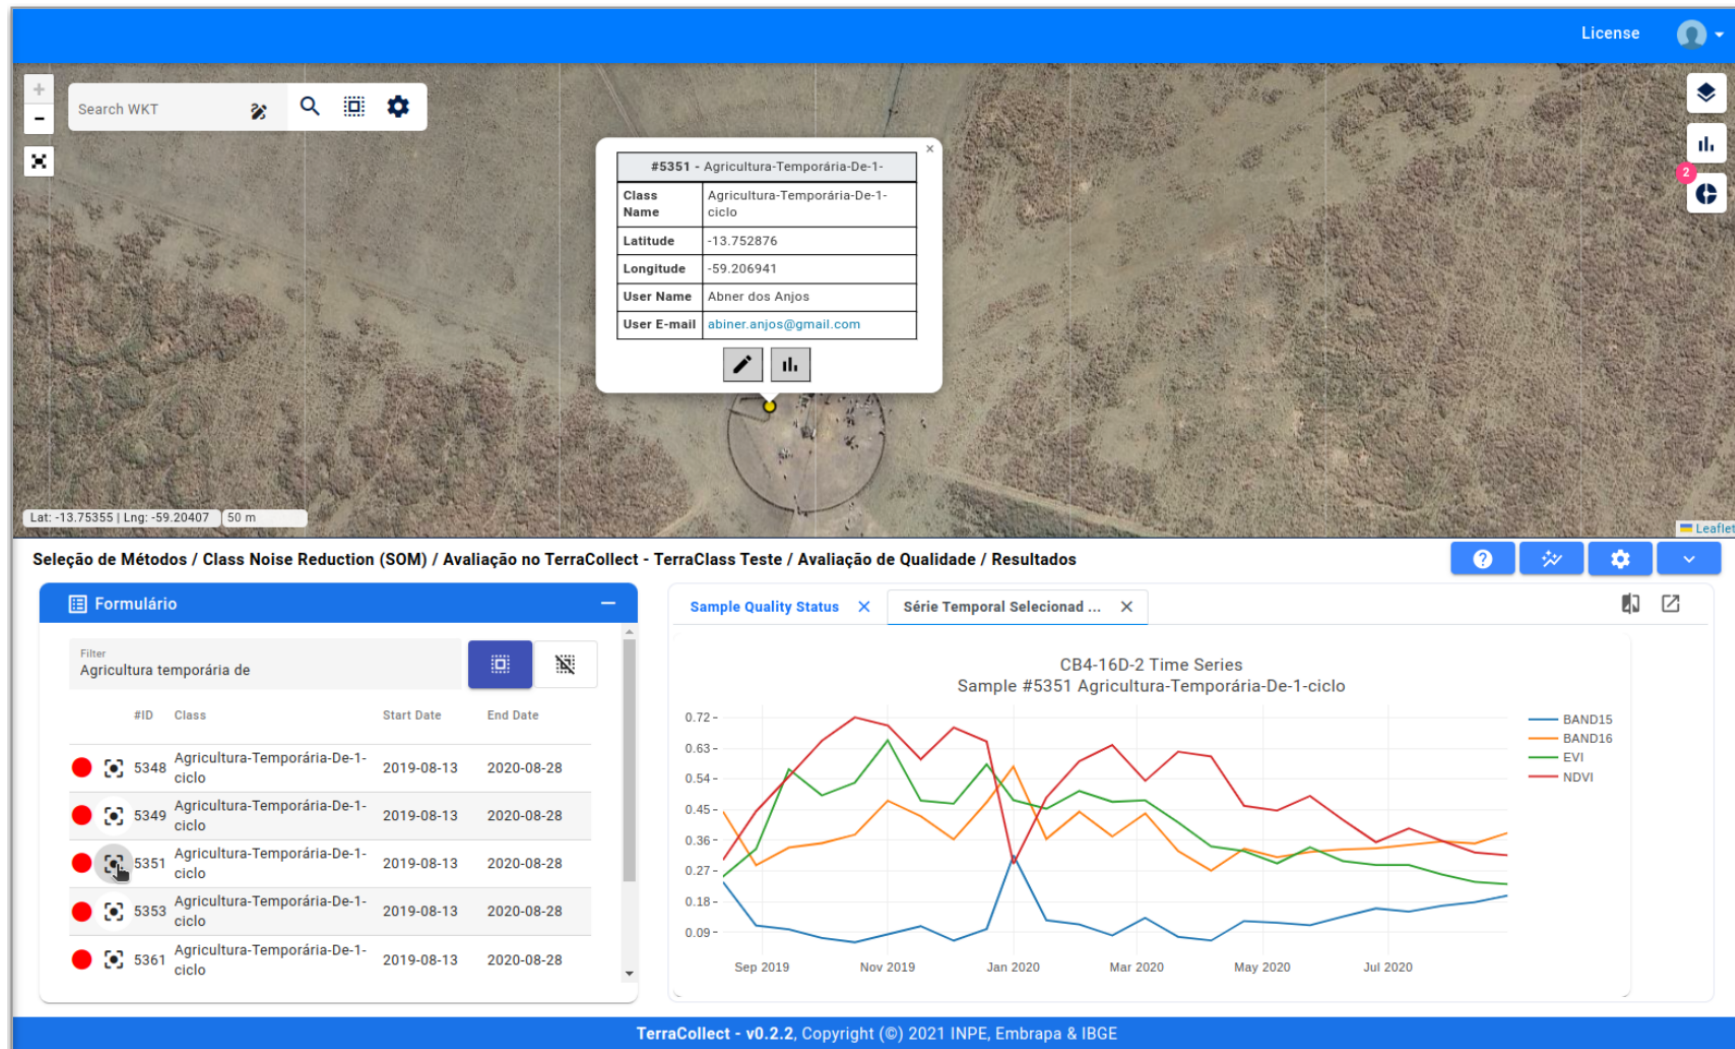 License
+
-
Search WKT
×
#5351 - Agricultura-Temporária-De-1-
Class Name
Agricultura-Temporária-De-1-
ciclo
Latitude -13.752876
Longitude -59.206941
User Name Abner dos Anjos
User E-mail abiner.anjos@gmail.com
2
Lat: -13.75355 | Lng: -59.20407
50 m
Leaflet
Seleção de Métodos / Class Noise Reduction (SOM) / Avaliação no TerraCollect - TerraClass Teste / Avaliação de Qualidade / Resultados
Formulário
Filter
Agricultura temporária de
#ID Class Start Date End Date
5348 Agricultura-Temporária-De-1-
ciclo 2019-08-13 2020-08-28
5349 Agricultura-Temporária-De-1-
ciclo 2019-08-13 2020-08-28
5351 Agricultura-Temporária-De-1-
ciclo 2019-08-13 2020-08-28
5353 Agricultura-Temporária-De-1-
ciclo 2019-08-13 2020-08-28
5361 Agricultura-Temporária-De-1-
ciclo 2019-08-13 2020-08-28
Sample Quality Status ×
Série Temporal Selecionad ... ×
CB4-16D-2 Time Series
Sample #5351 Agricultura-Temporária-De-1-ciclo
0.72
0.63
0.54
0.45
0.36
0.27
0.18
0.09
Sep 2019 Nov 2019 Jan 2020 Mar 2020 May 2020 Jul 2020
BAND15
BAND16
EVI
NDVI
TerraCollect - v0.2.2, Copyright (©) 2021 INPE, Embrapa & IBGE